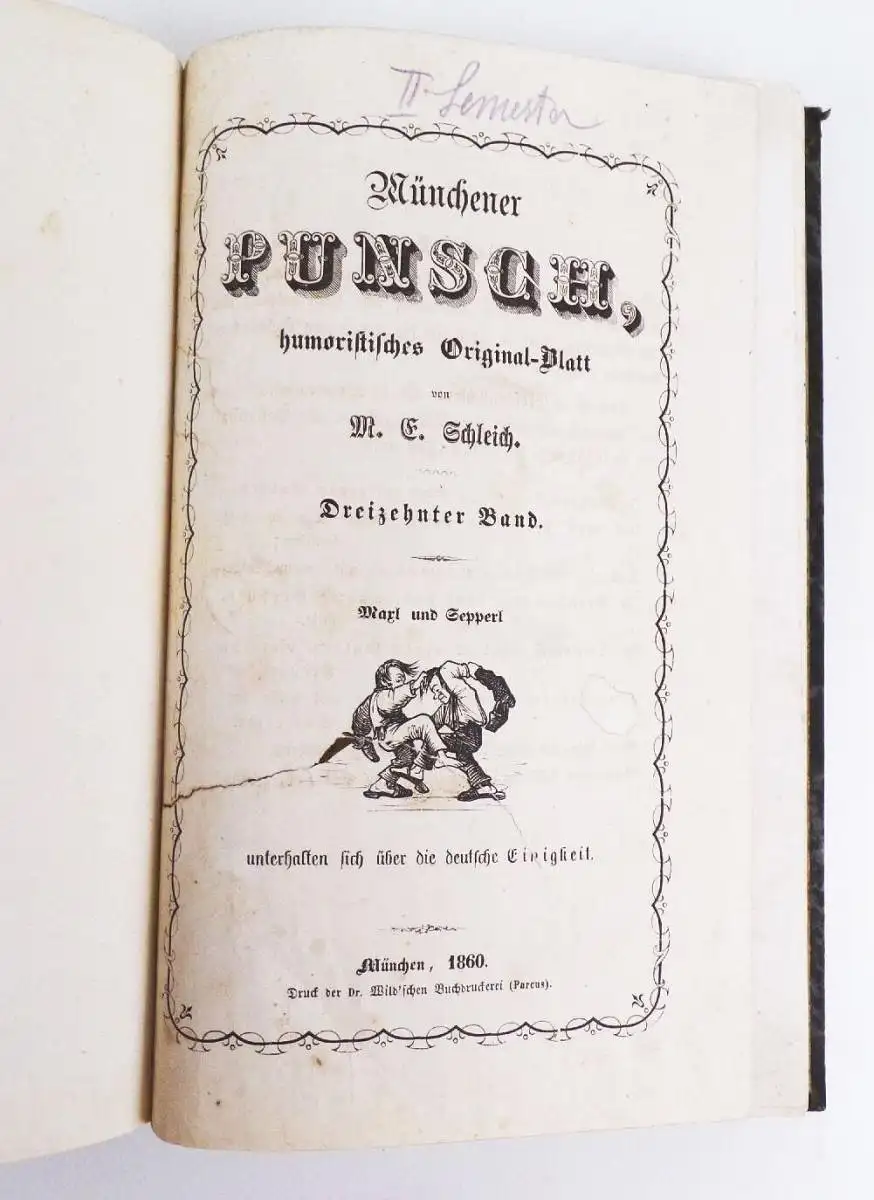 II. Semester
Münchener
PUNSCH,
humoristisches Original-Blatt
von
M. E. Schleich.
Dreizehnter Band.
Maxl und Sepperl
unterhalten sich über die deutsche Einigkeit.
München, 1860.
Druck der Dr. Wild'schen Buchdruckerei (Parcus).